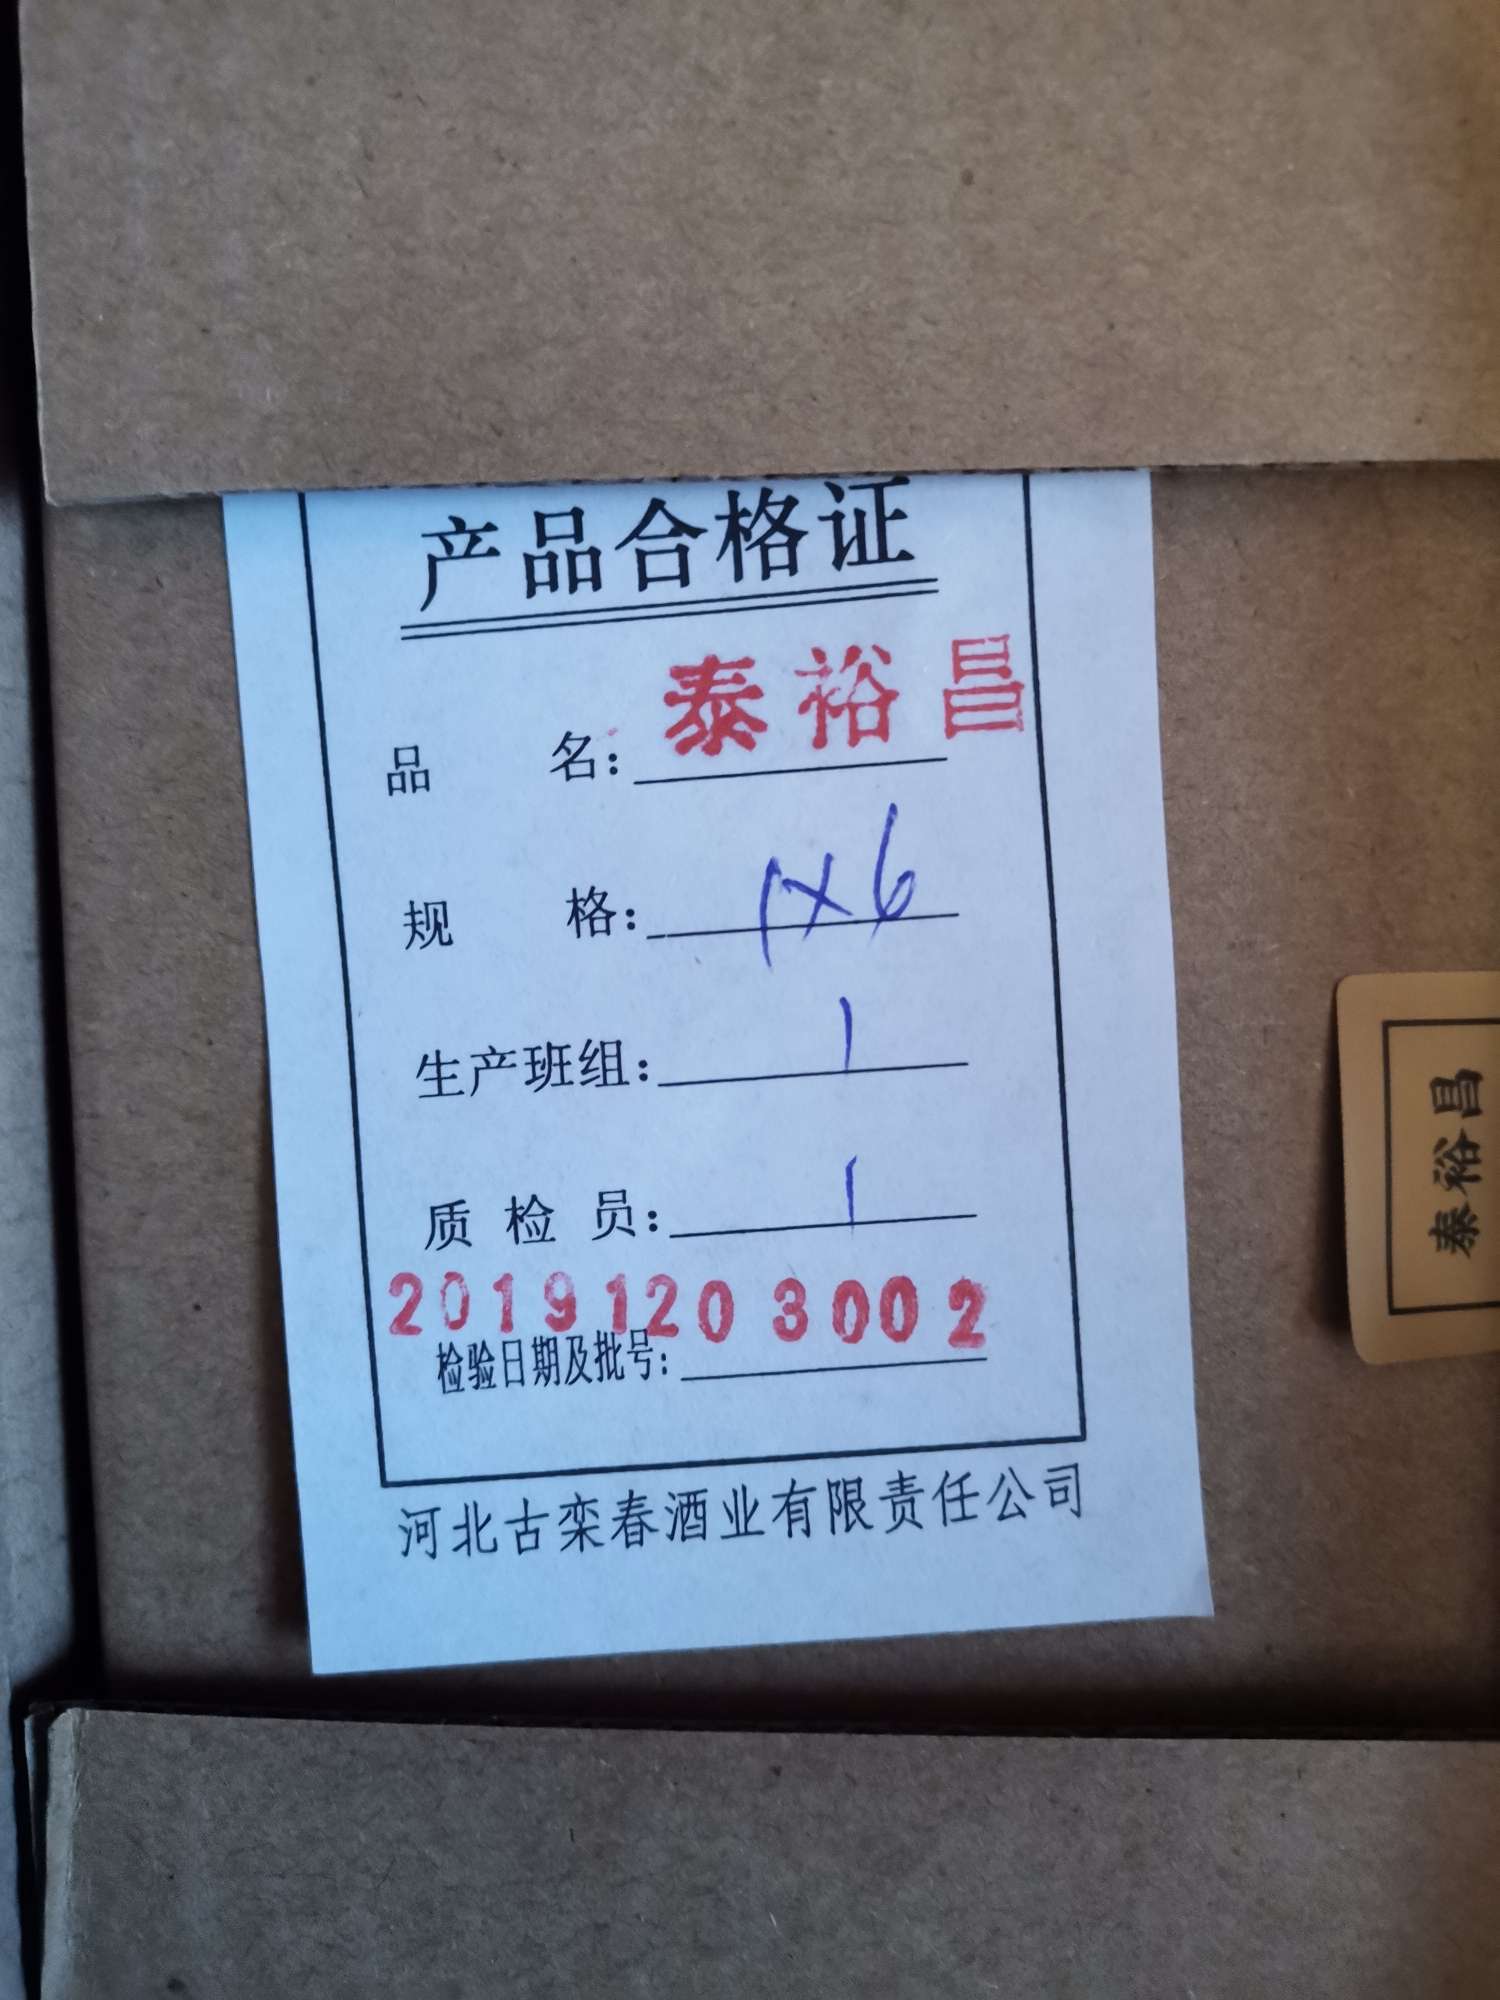 产品合格证
品名：泰裕昌
规格：1×6
生产班组：1
质检员：1
20191203002
检验日期及批号：
河北古栾春酒业有限责任公司
泰裕昌